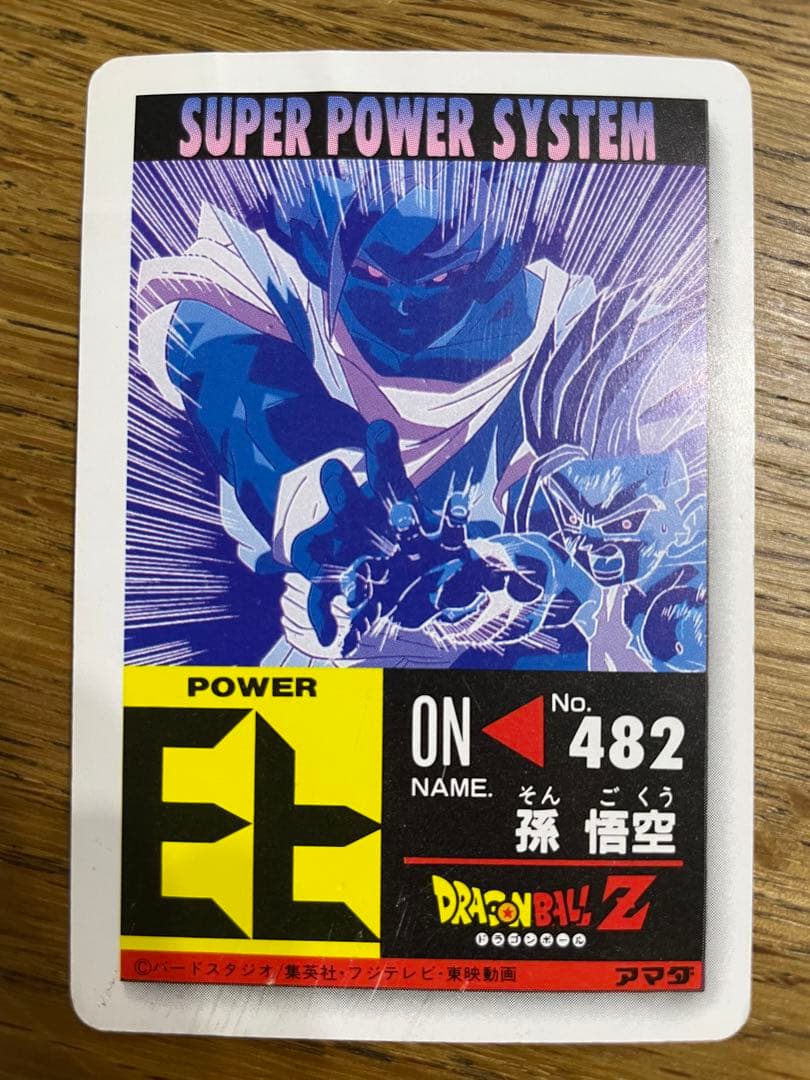 SUPER POWER SYSTEM
POWER
ON
No.
482
NAME.
そん ご くう
孫 悟空
DRAGON BALL Z
ドラゴンボール
©バードスタジオ/集英社・フジテレビ・東映動画
アマダ